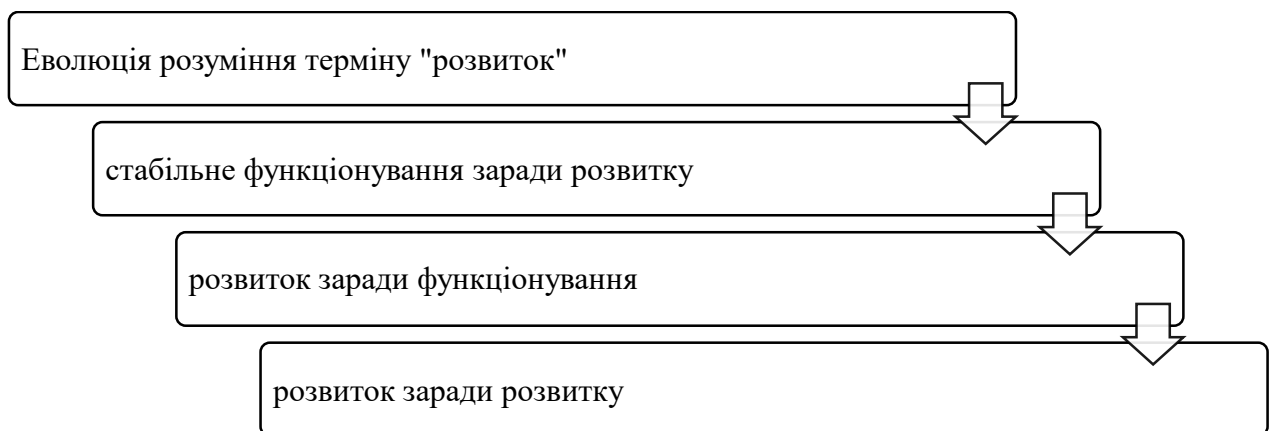 Еволюція розуміння терміну "розвиток"
стабільне функціонування заради розвитку
розвиток заради функціонування
розвиток заради розвитку